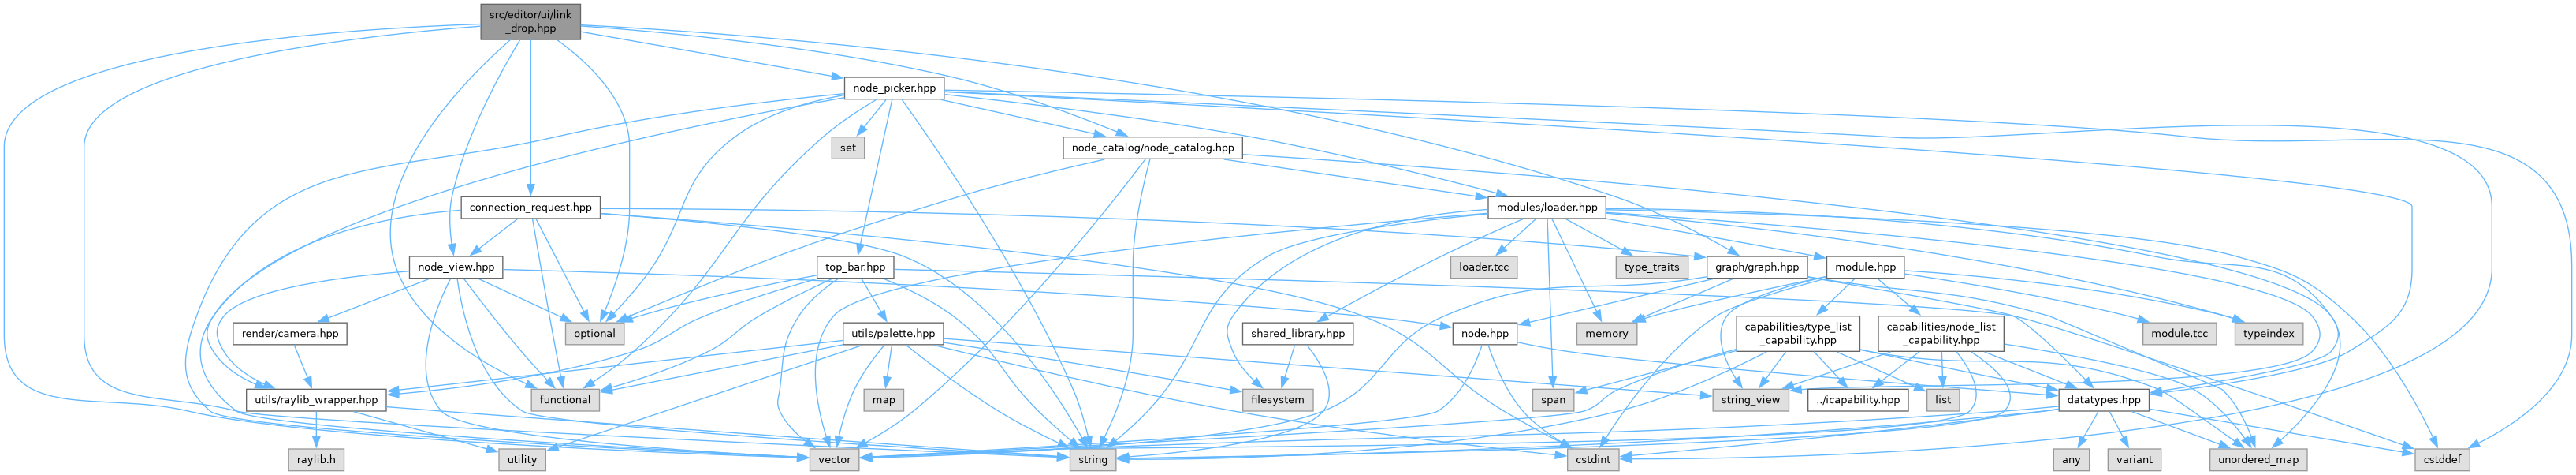 src/editor/ui/link
_drop.hpp
node_picker.hpp
set
node_catalog/node_catalog.hpp
connection_request.hpp
modules/loader.hpp
node_view.hpp
top_bar.hpp
loader.tcc
type_traits
graph/graph.hpp
module.hpp
render/camera.hpp
optional
utils/palette.hpp
shared_library.hpp
node.hpp
memory
capabilities/type_list
_capability.hpp
capabilities/node_list
_capability.hpp
module.tcc
typeindex
utils/raylib_wrapper.hpp
functional
map
filesystem
span
string_view
../icapability.hpp
list
datatypes.hpp
raylib.h
utility
vector
string
cstdint
any
variant
unordered_map
cstddef